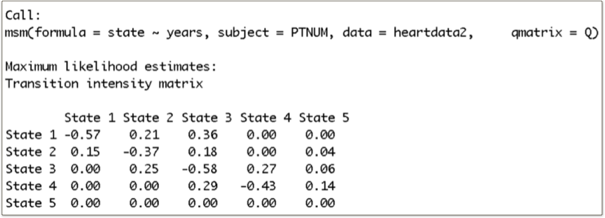 Call:
msm(formula = state ~ years, subject = PTNUM, data = heartdata2, qmatrix = Q)
Maximum likelihood estimates:
Transition intensity matrix
State 1 State 2 State 3 State 4 State 5
State 1 -0.57 0.21 0.36 0.00 0.00
State 2 0.15 -0.37 0.18 0.00 0.04
State 3 0.00 0.25 -0.58 0.27 0.06
State 4 0.00 0.00 0.29 -0.43 0.14
State 5 0.00 0.00 0.00 0.00 0.00